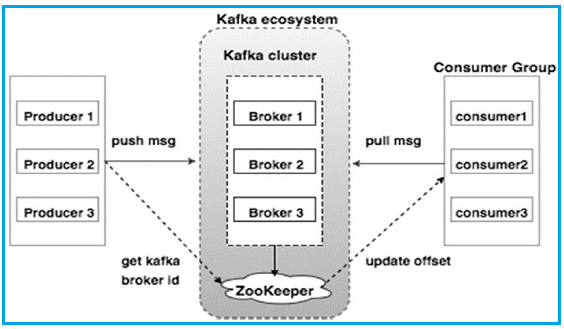 Kafka ecosystem
Kafka cluster
Consumer Group
Producer 1
Producer 2
Producer 3
push msg
Broker 1
Broker 2
Broker 3
pull msg
consumer1
consumer2
consumer3
get kafka
broker id
ZooKeeper
update offset